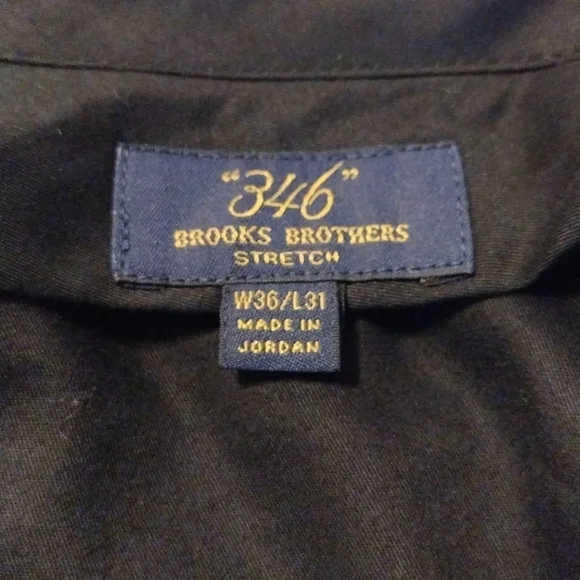 "346"
BROOKS BROTHERS
STRETCH
W36/L31
MADE IN
JORDAN